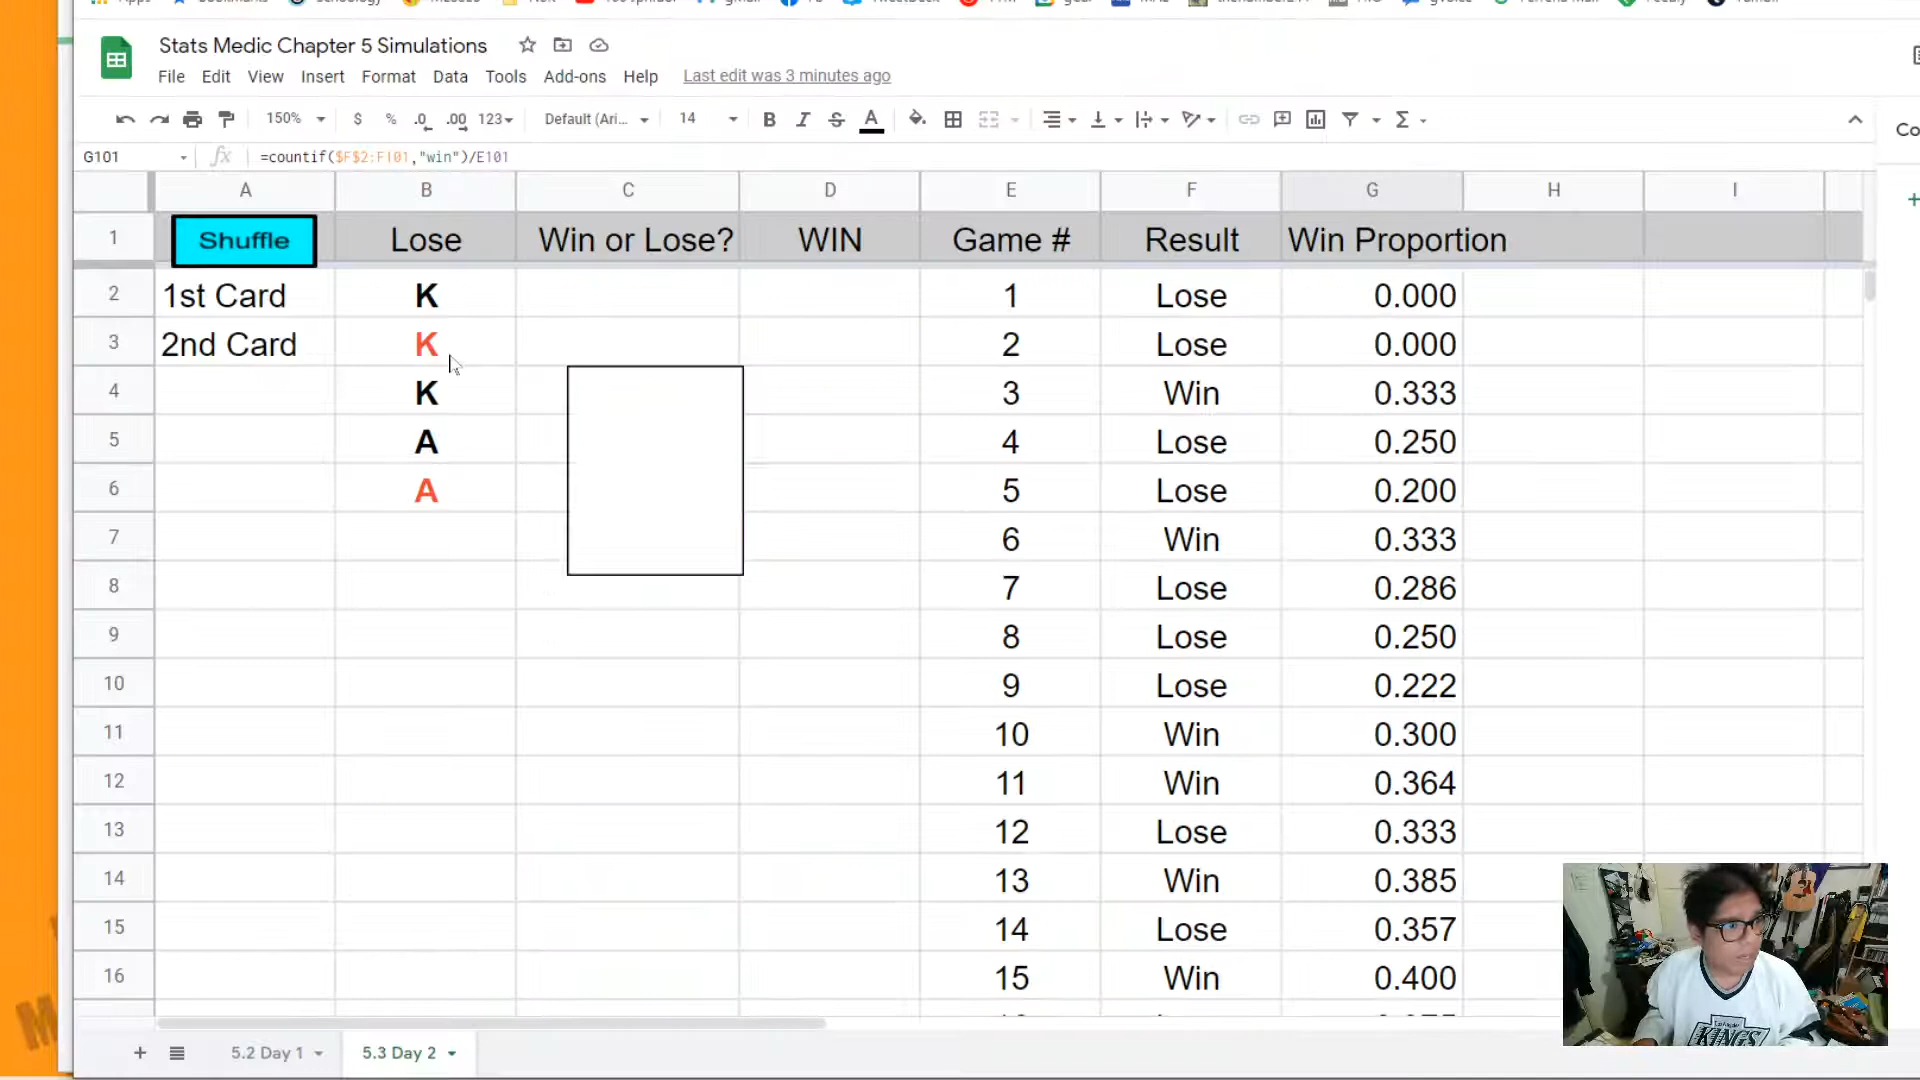 Stats Medic Chapter 5 Simulations
File Edit View Insert Format Data Tools Add-ons Help Last edit was 3 minutes ago
150% $ % .0 .00 123 Default (Ari... 14 B I S A
G101 fx =countif($F$2:F101,"win")/E101
A B C D E F G H I
1 Shuffle Lose Win or Lose? WIN Game # Result Win Proportion
2 1st Card K 1 Lose 0.000
3 2nd Card K 2 Lose 0.000
4 K 3 Win 0.333
5 A 4 Lose 0.250
6 A 5 Lose 0.200
7 6 Win 0.333
8 7 Lose 0.286
9 8 Lose 0.250
10 9 Lose 0.222
11 10 Win 0.300
12 11 Win 0.364
13 12 Lose 0.333
14 13 Win 0.385
15 14 Lose 0.357
16 15 Win 0.400
KINGS
5.2 Day 1 5.3 Day 2